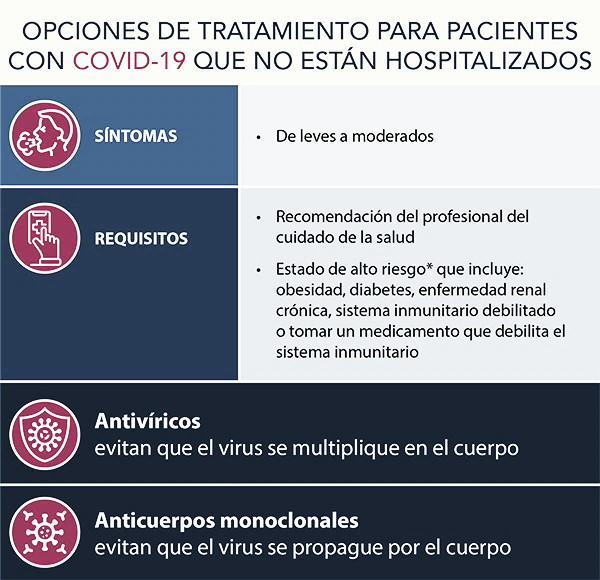 OPCIONES DE TRATAMIENTO PARA PACIENTES
CON COVID-19 QUE NO ESTÁN HOSPITALIZADOS
SÍNTOMAS
• De leves a moderados
REQUISITOS
• Recomendación del profesional del
cuidado de la salud
• Estado de alto riesgo* que incluye:
obesidad, diabetes, enfermedad renal
crónica, sistema inmunitario debilitado
o tomar un medicamento que debilita el
sistema inmunitario
Antivíricos
evitan que el virus se multiplique en el cuerpo
Anticuerpos monoclonales
evitan que el virus se propague por el cuerpo